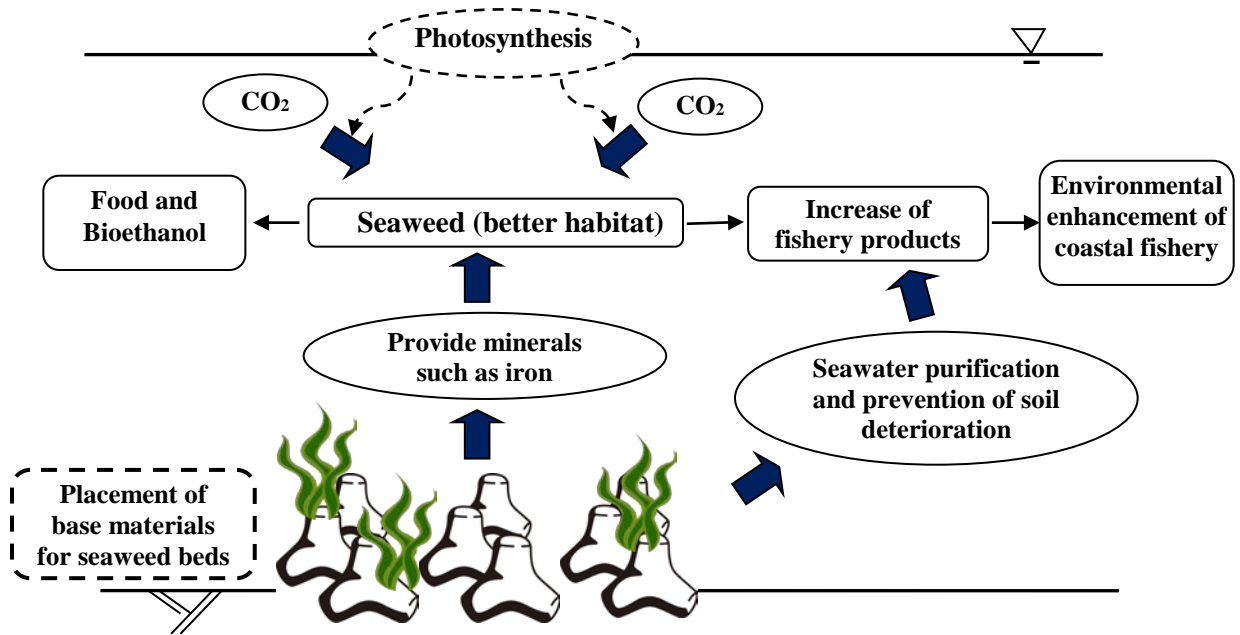 Photosynthesis
CO₂
CO₂
Food and
Bioethanol
Seaweed (better habitat)
Increase of
fishery products
Environmental
enhancement of
coastal fishery
Provide minerals
such as iron
Seawater purification
and prevention of soil
deterioration
Placement of
base materials
for seaweed beds